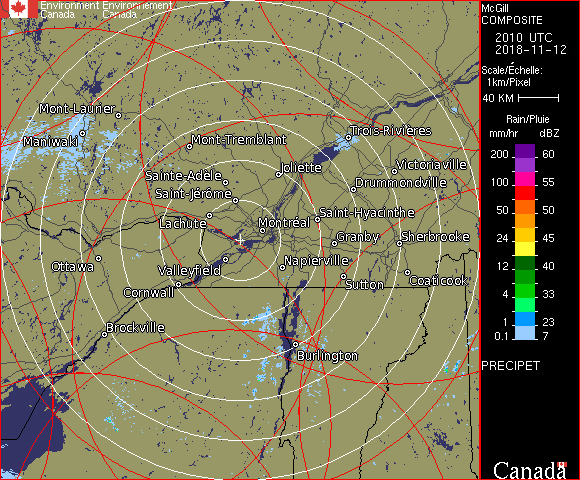 Environment Environnement
Canada Canada
McGill
COMPOSITE
2010 UTC
2018-11-12
Scale/Échelle:
1km/Pixel
40 KM
Rain/Pluie
mm/hr dBZ
200 60
100 55
50 50
24 45
12 40
4 33
1 23
0.1 7
PRECIPET
Canada
Mont-Laurier
Maniwaki
Mont-Tremblant
Trois-Rivières
Sainte-Adèle
Joliette
Victoriaville
Saint-Jérôme
Drummondville
Lachute
Montréal
Saint-Hyacinthe
Granby
Sherbrooke
Ottawa
Valleyfield
Napierville
Cornwall
Sutton
Coaticook
Brockville
Burlington